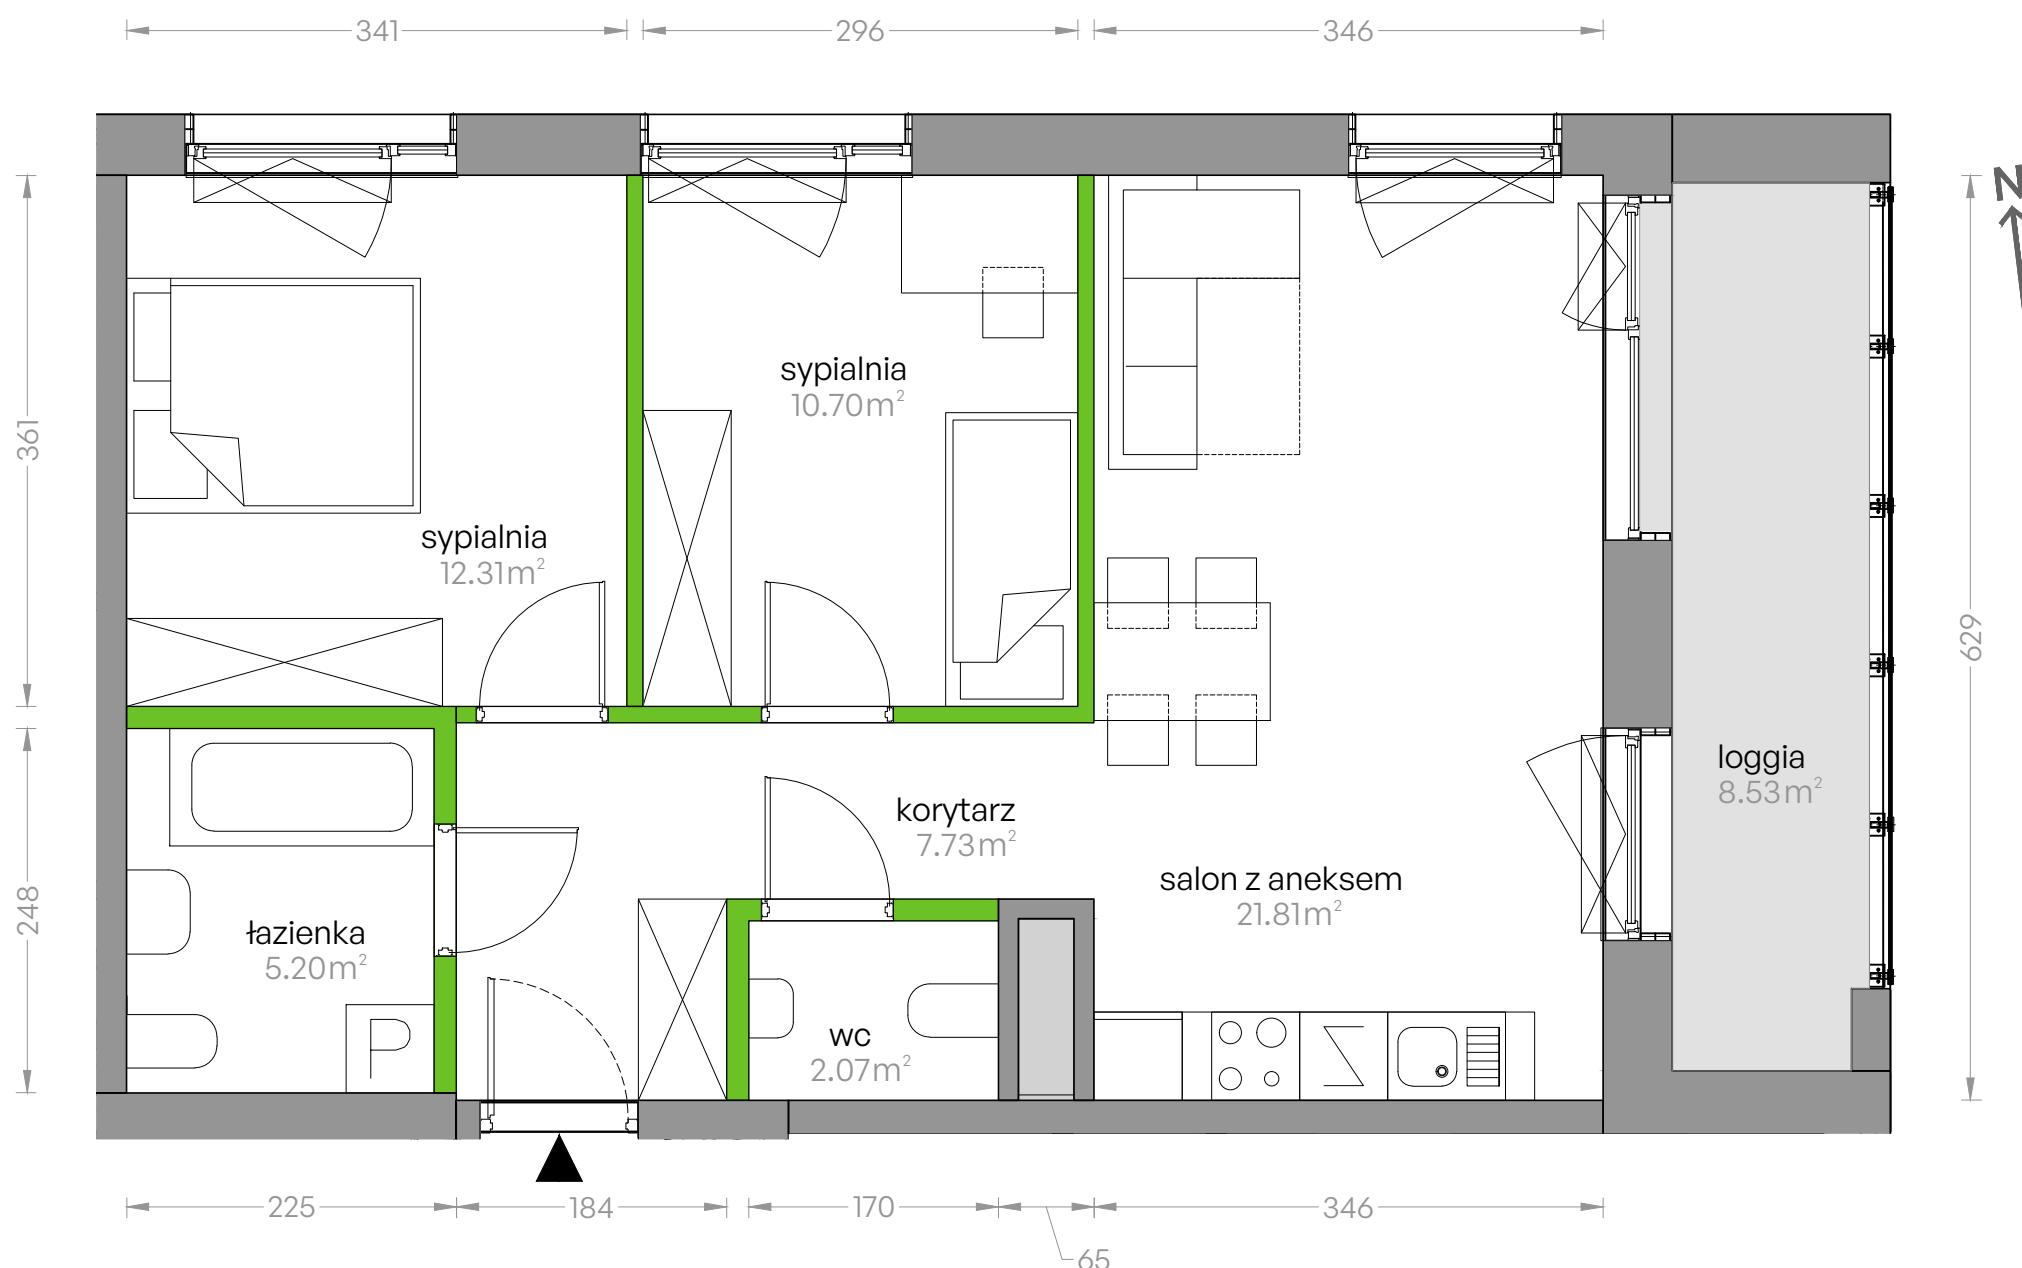 341
296
346
N
361
248
629
sypialnia
10.70m²
sypialnia
12.31m²
loggia
8.53m²
korytarz
7.73m²
salon z aneksem
21.81m²
łazienka
5.20m²
wc
2.07m²
P
225
184
170
346
65